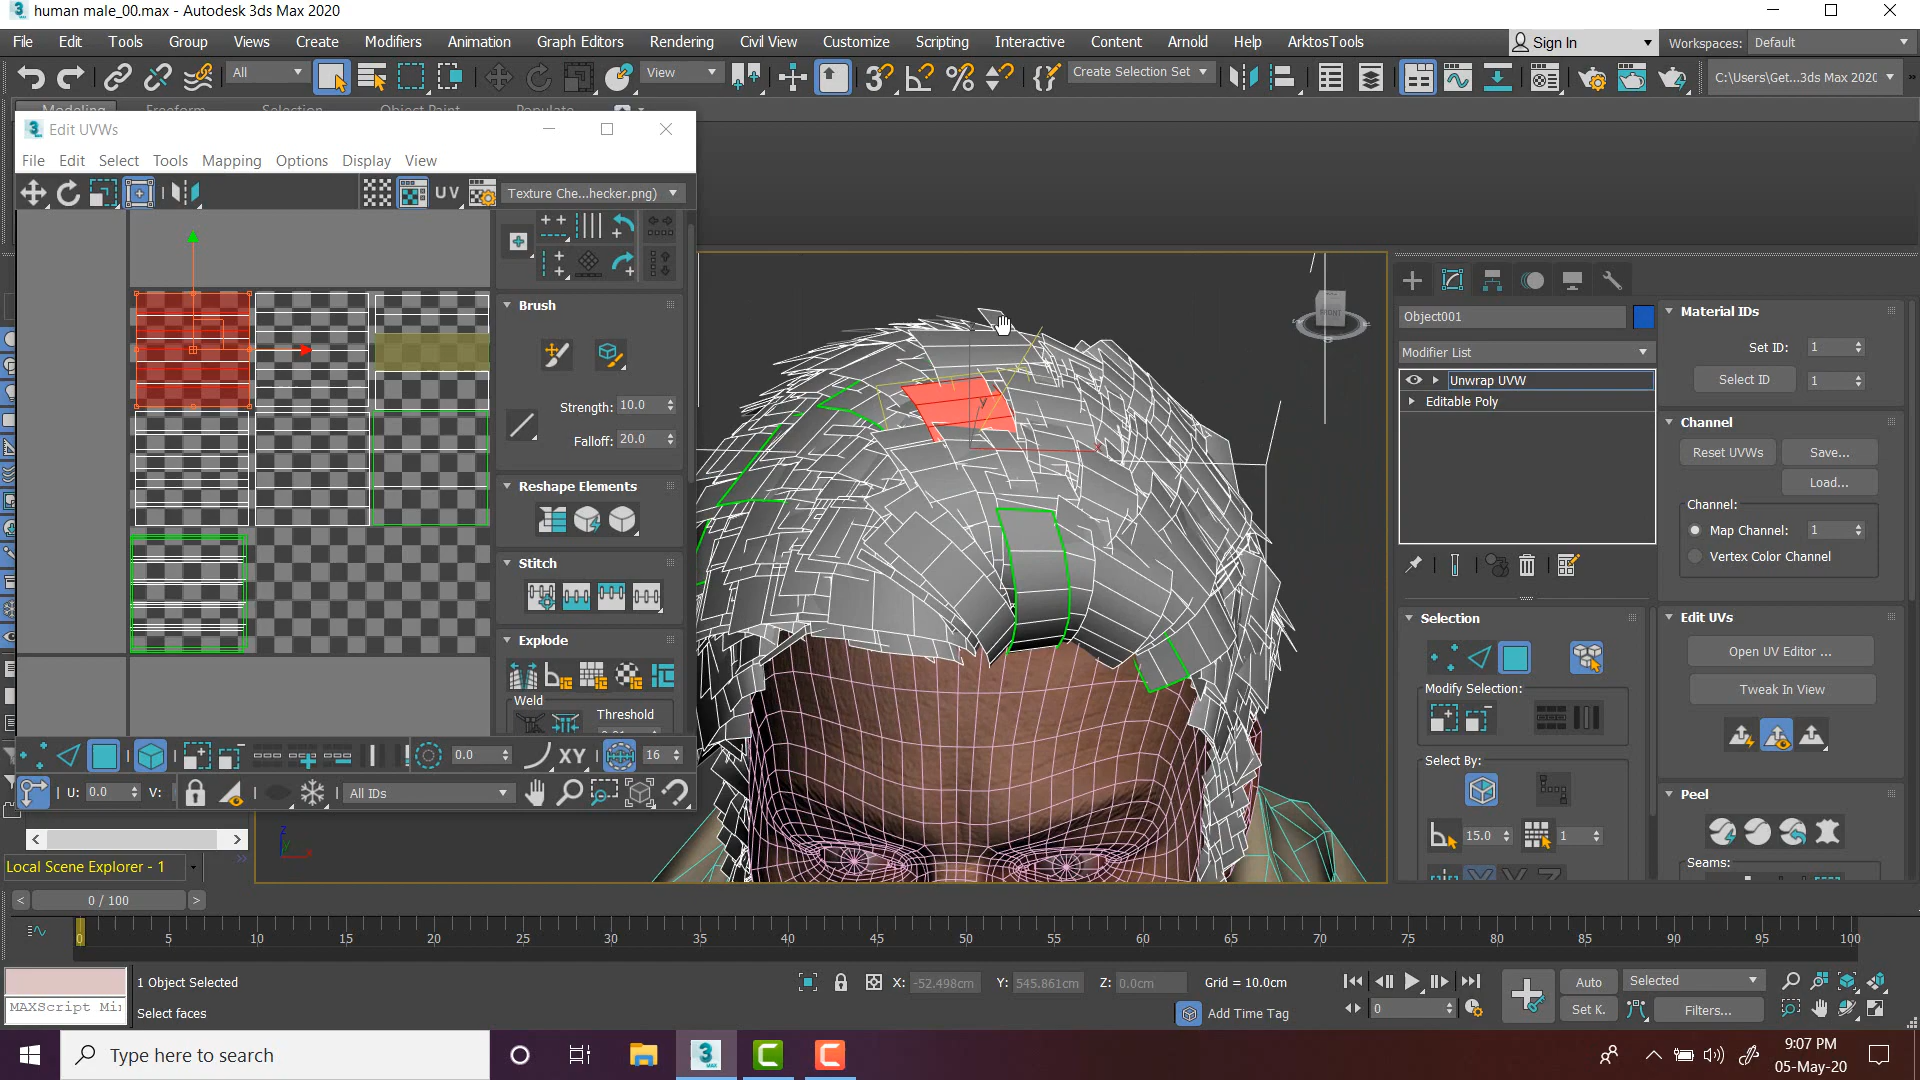 human male_00.max - Autodesk 3ds Max 2020
File Edit Tools Group Views Create Modifiers Animation Graph Editors Rendering Civil View Customize Scripting Interactive Content Arnold Help ArktosTools
Sign In
Workspaces: Default
All
View
Create Selection Set
C:\Users\Get...3ds Max 2020
Modeling Freeform Selection Object Paint Populate
Edit UVWs
File Edit Select Tools Mapping Options Display View
UV
Texture Che...hecker.png)
Brush
Strength: 10.0
Falloff: 20.0
Reshape Elements
Stitch
Explode
Weld
Threshold
0.0
XY
16
U: 0.0
V:
All IDs
FRONT
Object001
Modifier List
Unwrap UVW
Editable Poly
Selection
Modify Selection:
Select By:
15.0
1
Material IDs
Set ID: 1
Select ID
1
Channel
Reset UVWs
Save...
Load...
Channel:
Map Channel: 1
Vertex Color Channel
Edit UVs
Open UV Editor ...
Tweak In View
Peel
Seams:
Local Scene Explorer - 1
0 / 100
0 5 10 15 20 25 30 35 40 45 50 55 60 65 70 75 80 85 90 95 100
1 Object Selected
MAXScript Mi
Select faces
X: -52.498cm
Y: 545.861cm
Z: 0.0cm
Grid = 10.0cm
Add Time Tag
0
Auto
Selected
Set K.
Filters...
Type here to search
9:07 PM
05-May-20